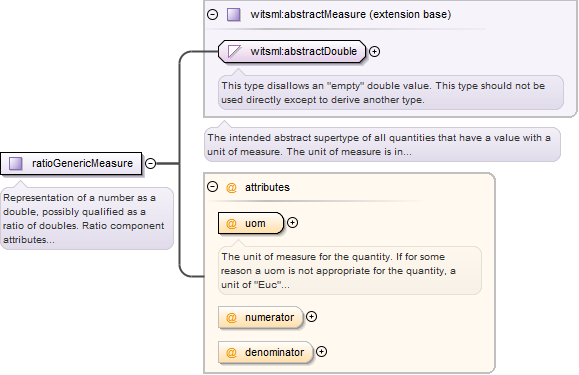 witsml:abstractMeasure (extension base)
witsml:abstractDouble
This type disallows an "empty" double value. This type should not be
used directly except to derive another type.
The intended abstract supertype of all quantities that have a value with a
unit of measure. The unit of measure is in...
ratioGenericMeasure
Representation of a number as a
double, possibly qualified as a
ratio of doubles. Ratio component
attributes...
@ attributes
@ uom
The unit of measure for the quantity. If for some
reason a uom is not appropriate for the quantity, a
unit of "Euc"...
@ numerator
@ denominator